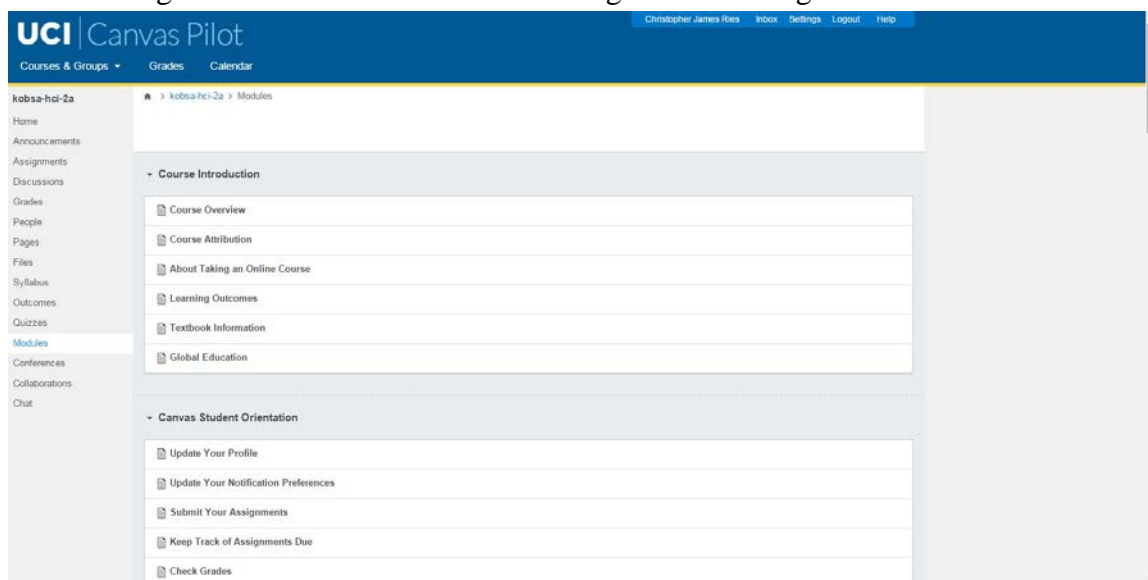 Christopher James Ries Inbox Settings Logout Help
UCI Canvas Pilot
Courses & Groups Grades Calendar
kobsa-hci-2a
Home
Announcements
Assignments
Discussions
Grades
People
Pages
Files
Syllabus
Outcomes
Quizzes
Modules
Conferences
Collaborations
Chat
> kobsa-hci-2a > Modules
Course Introduction
Course Overview
Course Attribution
About Taking an Online Course
Learning Outcomes
Textbook Information
Global Education
Canvas Student Orientation
Update Your Profile
Update Your Notification Preferences
Submit Your Assignments
Keep Track of Assignments Due
Check Grades